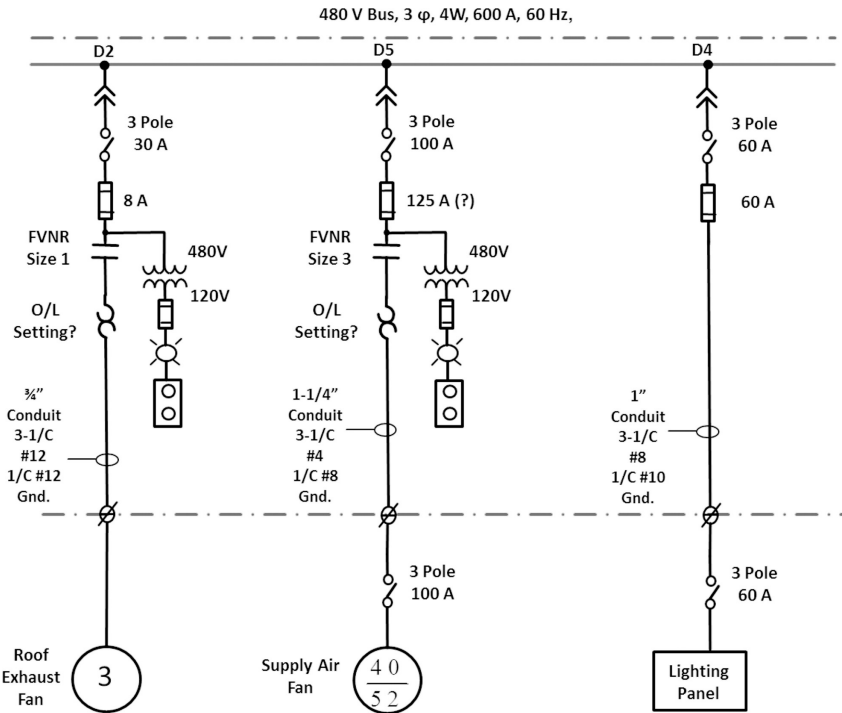 480 V Bus, 3 φ, 4W, 600 A, 60 Hz,
D2
D5
D4
3 Pole
30 A
3 Pole
100 A
3 Pole
60 A
8 A
125 A (?)
60 A
FVNR
Size 1
480V
120V
FVNR
Size 3
480V
120V
O/L
Setting?
O/L
Setting?
¾”
Conduit
3-1/C
#12
1/C #12
Gnd.
1-1/4”
Conduit
3-1/C
#4
1/C #8
Gnd.
1”
Conduit
3-1/C
#8
1/C #10
Gnd.
3 Pole
100 A
3 Pole
60 A
Roof
Exhaust
Fan
3
Supply Air
Fan
40
52
Lighting
Panel